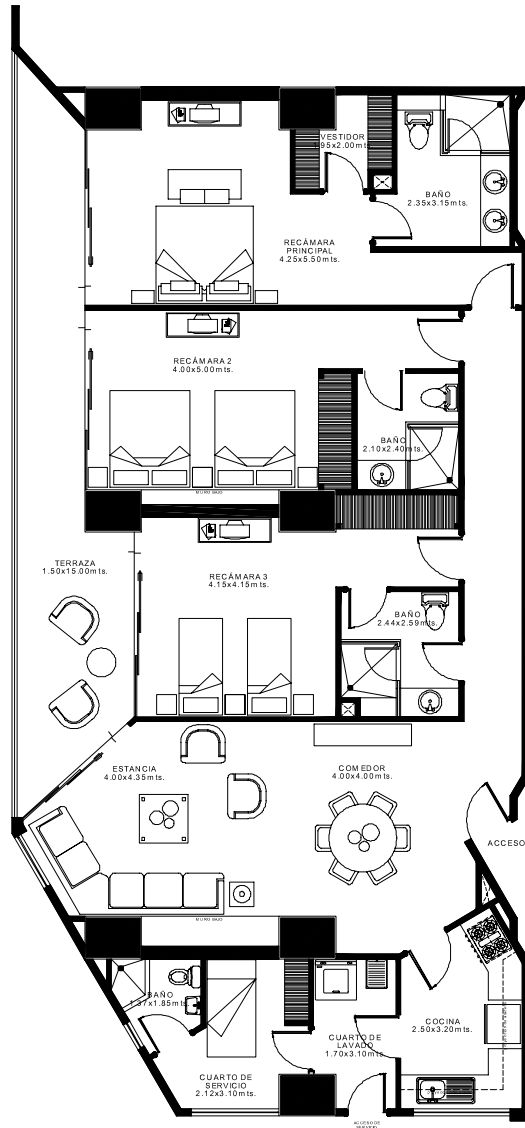 VESTIDOR
1.95x2.00mts.
BAÑO
2.35x3.15mts.
RECÁMARA
PRINCIPAL
4.25x5.50mts.
RECÁMARA 2
4.00x5.00mts.
BAÑO
2.10x2.40mts.
MURO BAJO
TERRAZA
1.50x15.00mts.
RECÁMARA 3
4.15x4.15mts.
BAÑO
2.44x2.59mts.
ESTANCIA
4.00x4.35mts.
COMEDOR
4.00x4.00mts.
ACCESO
MURO BAJO
BAÑO
1.37x1.85mts.
COCINA
2.50x3.20mts.
CUARTO DE
LAVADO
1.70x3.10mts.
CUARTO DE
SERVICIO
2.12x3.10mts.
ACCESO DE
SERVICIO